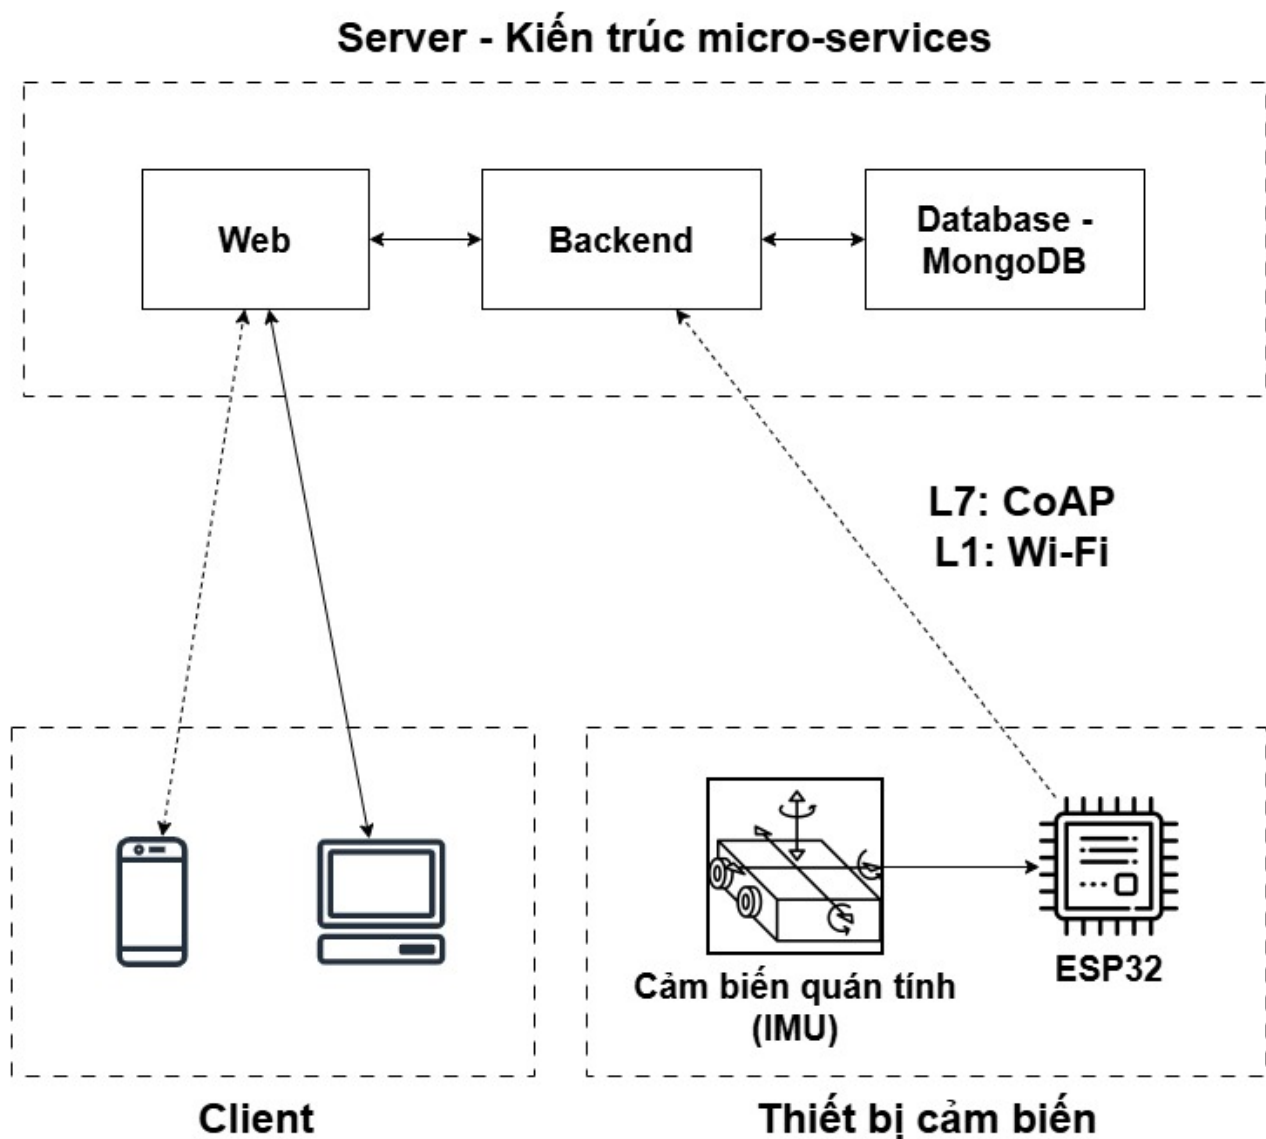 Server - Kiến trúc micro-services
Web
Backend
Database -
MongoDB
L7: CoAP
L1: Wi-Fi
Cảm biến quán tính
(IMU)
ESP32
Client
Thiết bị cảm biến